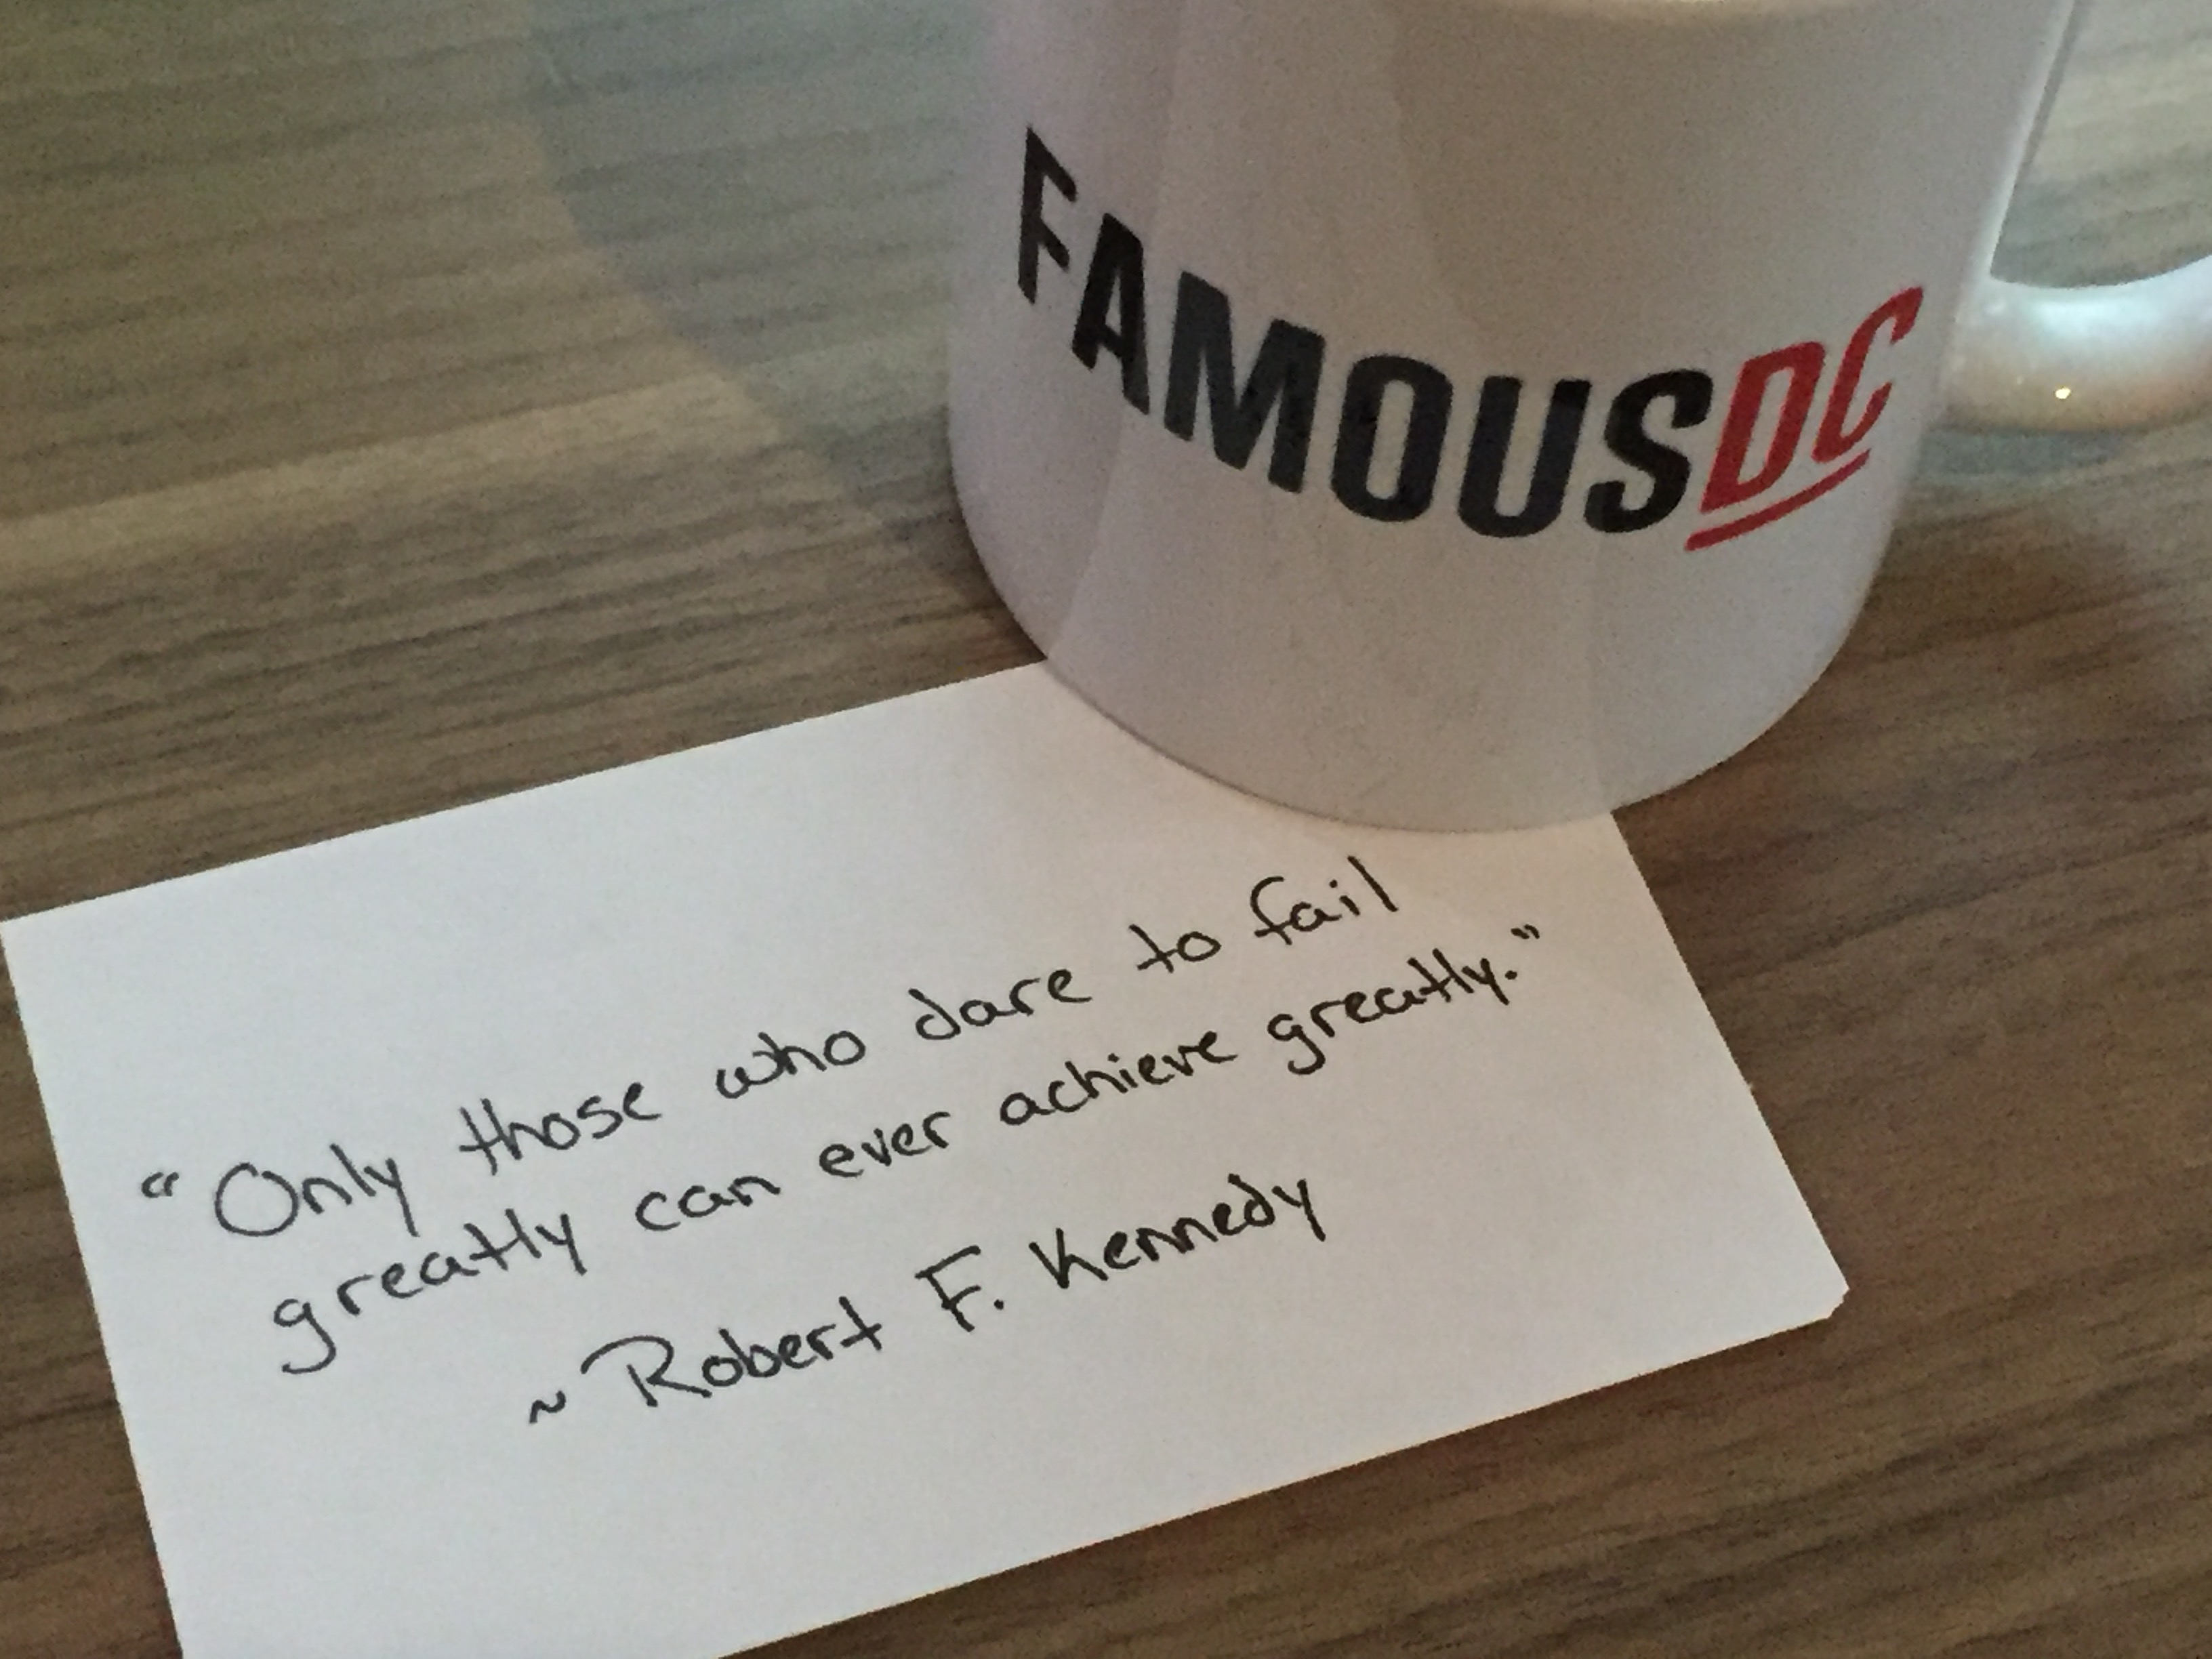 FAMOUSDC
"Only those who dare to fail
greatly can ever achieve greatly."
~ Robert F. Kennedy